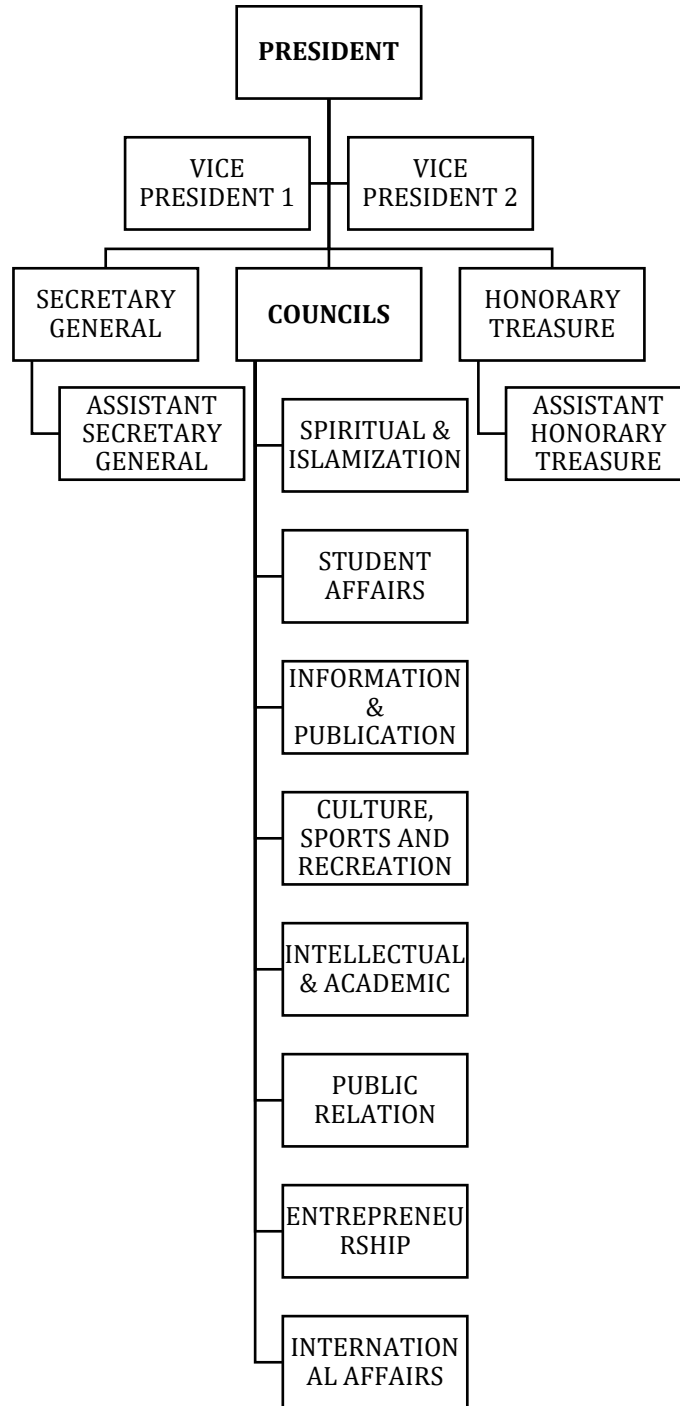 PRESIDENT
VICE
PRESIDENT 1
VICE
PRESIDENT 2
SECRETARY
GENERAL
COUNCILS
HONORARY
TREASURE
ASSISTANT
SECRETARY
GENERAL
ASSISTANT
HONORARY
TREASURE
SPIRITUAL &
ISLAMIZATION
STUDENT
AFFAIRS
INFORMATION
&
PUBLICATION
CULTURE,
SPORTS AND
RECREATION
INTELLECTUAL
& ACADEMIC
PUBLIC
RELATION
ENTREPRENEU
RSHIP
INTERNATION
AL AFFAIRS